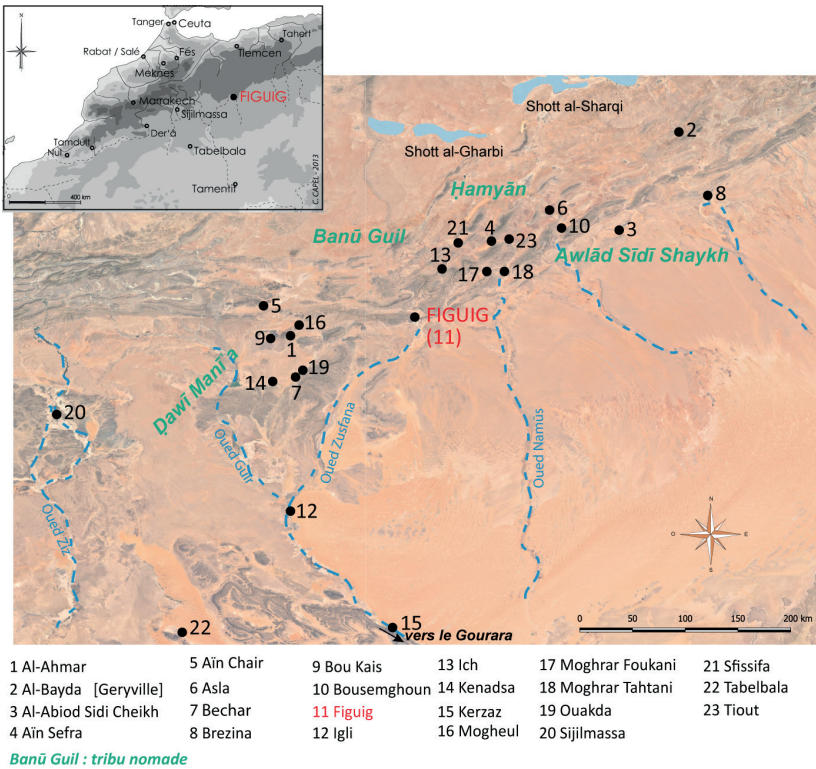 N
Tanger
Ceuta
Tahert
Rabat / Salé
Fès
Tlemcen
Meknes
FIGUIG
Marrakech
Sijilmassa
Der'â
Tamdult
Nul
Tabelbala
Tamentit
0 400 km
C. CAPEL - 2013
Shott al-Sharqi
2
Shott al-Gharbi
Hamyān
8
6
Banū Guil
21
4
23
10
3
Awlād Sīdī Shaykh
13
17
18
5
16
FIGUIG
(11)
9
1
19
14
7
Ḍawī Manī'a
20
Oued Guir
Oued Zusfana
Oued Namūs
12
Oued Ziz
N
O
E
S
15
22
vers le Gourara
0 50 100 150 200 km
1 Al-Ahmar
2 Al-Bayda [Geryville]
3 Al-Abiod Sidi Cheikh
4 Aïn Sefra
5 Aïn Chair
6 Asla
7 Bechar
8 Brezina
9 Bou Kais
10 Bousemghoun
11 Figuig
12 Igli
13 Ich
14 Kenadsa
15 Kerzaz
16 Mogheul
17 Moghrar Foukani
18 Moghrar Tahtani
19 Ouakda
20 Sijilmassa
21 Sfissifa
22 Tabelbala
23 Tiout
Banū Guil : tribu nomade